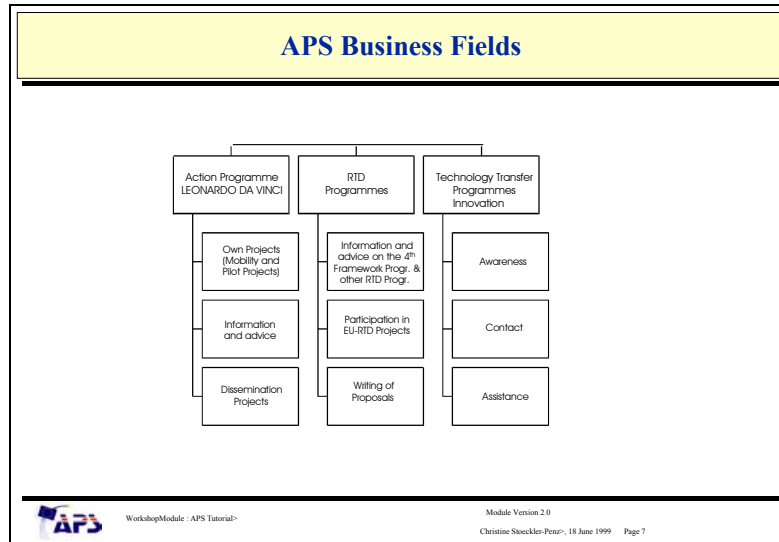 APS Business Fields
Action Programme
LEONARDO DA VINCI
Own Projects
(Mobility and
Pilot Projects)
Information
and advice
Dissemination
Projects
RTD
Programmes
Information and
advice on the 4th
Framework Progr. &
other RTD Progr.
Participation in
EU-RTD Projects
Writing of
Proposals
Technology Transfer
Programmes
Innovation
Awareness
Contact
Assistance
APS
WorkshopModule : APS Tutorial>
Module Version 2.0
Christine Stoeckler-Penz>, 18 June 1999 Page 7